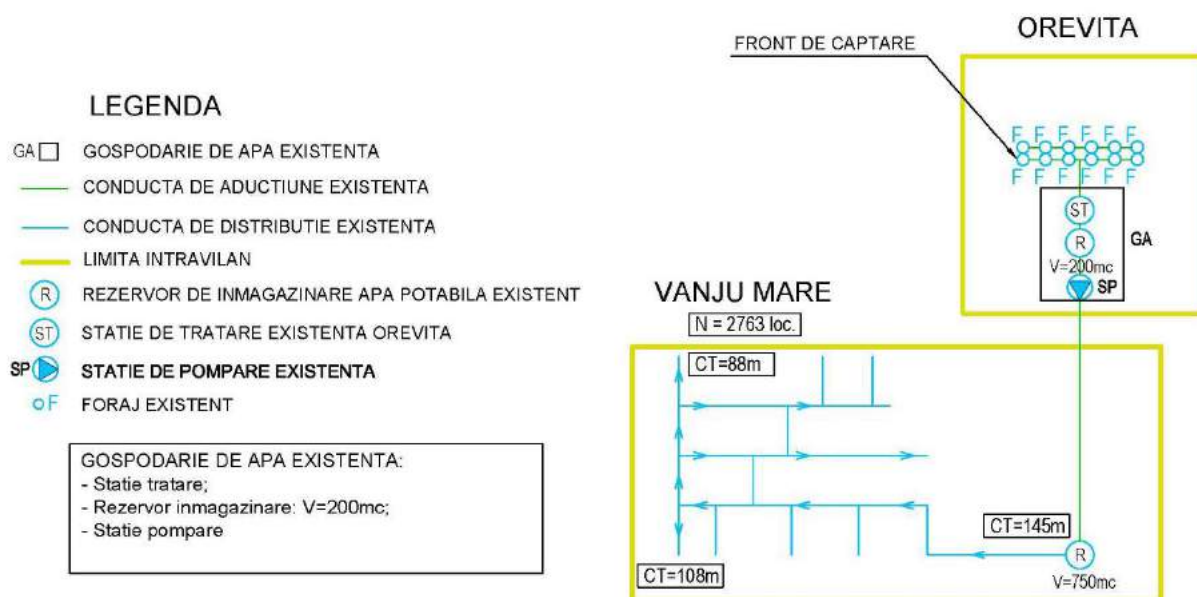 LEGENDA
GA GOSPODARIE DE APA EXISTENTA
CONDUCTA DE ADUCTIUNE EXISTENTA
CONDUCTA DE DISTRIBUTIE EXISTENTA
LIMITA INTRAVILAN
R REZERVOR DE INMAGAZINARE APA POTABILA EXISTENT
ST STATIE DE TRATARE EXISTENTA OREVITA
SP STATIE DE POMPARE EXISTENTA
F FORAJ EXISTENT
GOSPODARIE DE APA EXISTENTA:
- Statie tratare;
- Rezervor inmagazinare: V=200mc;
- Statie pompare
OREVITA
FRONT DE CAPTARE
F F F F F F
F F F F F F
ST
R GA
V=200mc
SP
VANJU MARE
N = 2763 loc.
CT=88m
CT=145m
R
CT=108m
V=750mc